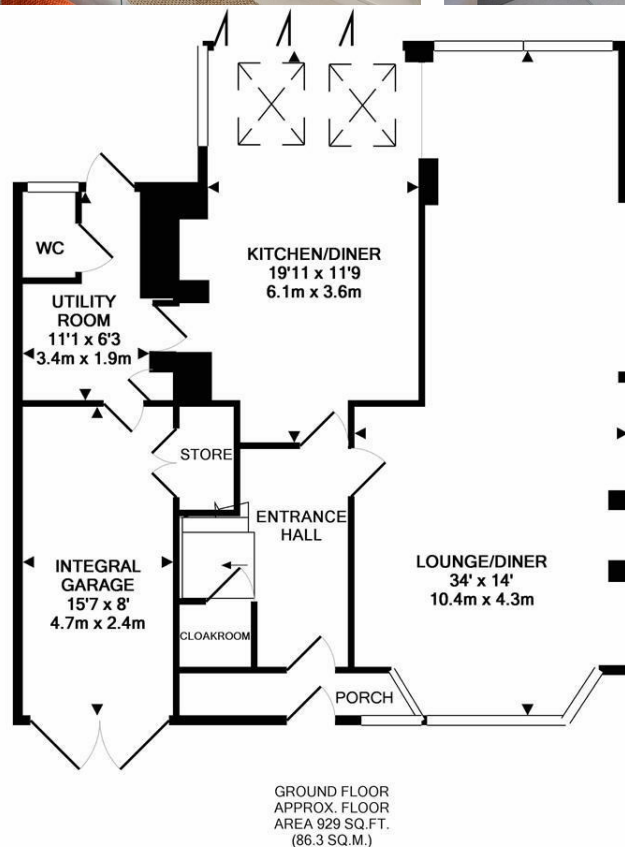 KITCHEN/DINER
19'11 x 11'9
6.1m x 3.6m
WC
UTILITY
ROOM
11'1 x 6'3
3.4m x 1.9m
STORE
ENTRANCE
HALL
INTEGRAL
GARAGE
15'7 x 8'
4.7m x 2.4m
LOUNGE/DINER
34' x 14'
10.4m x 4.3m
CLOAKROOM
PORCH
GROUND FLOOR
APPROX. FLOOR
AREA 929 SQ.FT.
(86.3 SQ.M.)